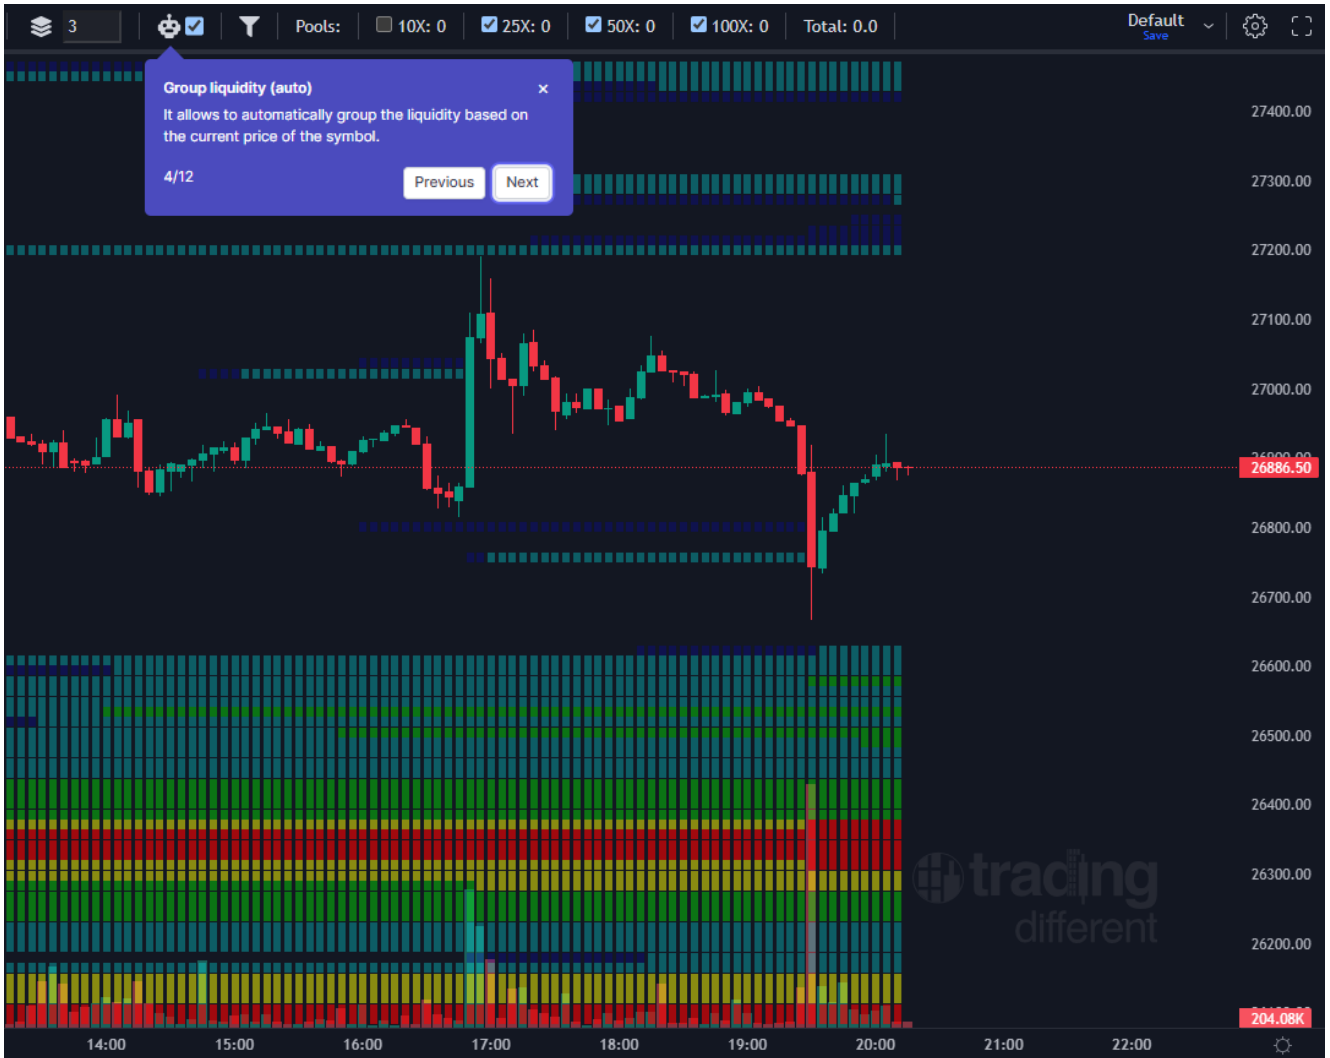 3
Pools:
10X: 0
25X: 0
50X: 0
100X: 0
Total: 0.0
Default
Save
Group liquidity (auto)
×
It allows to automatically group the liquidity based on
the current price of the symbol.
4/12
Previous
Next
27400.00
27300.00
27200.00
27100.00
27000.00
26886.50
26800.00
26700.00
26600.00
26500.00
26400.00
26300.00
26200.00
204.08K
trading
different
14:00
15:00
16:00
17:00
18:00
19:00
20:00
21:00
22:00